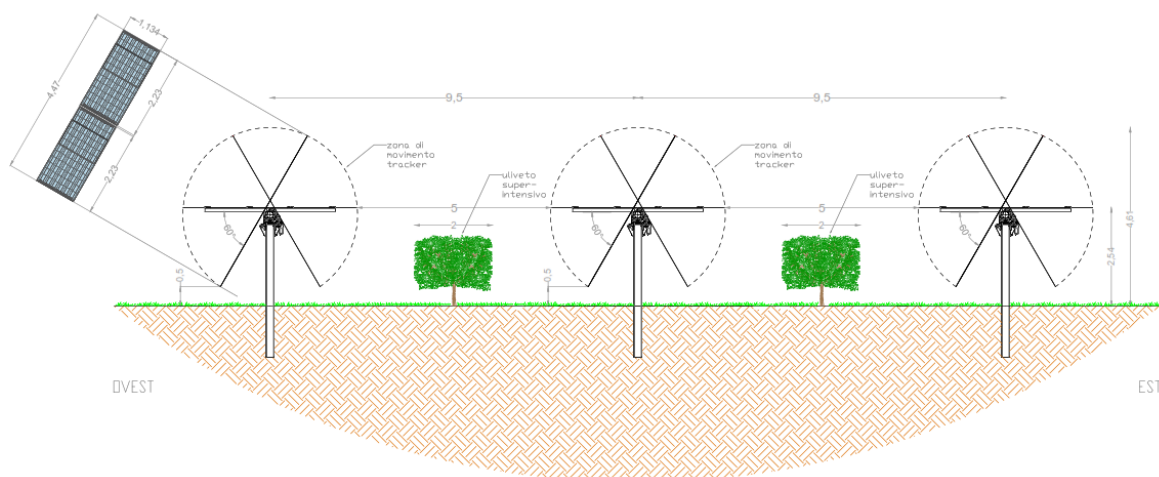 1,134
4,47
2,23
2,23
9,5
9,5
zona di
movimento
tracker
zona di
movimento
tracker
uliveto
super-
intensivo
uliveto
super-
intensivo
5
5
2
2
60°
60°
60°
0,5
0,5
2,54
4,61
OVEST
EST